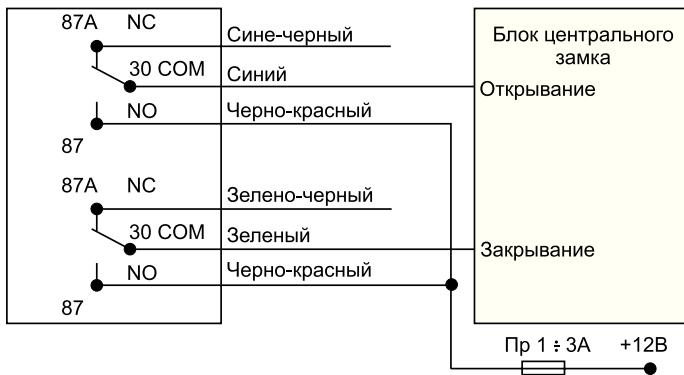 87A NC
Сине-черный
30 COM
Синий
NO
Черно-красный
87
87A NC
Зелено-черный
30 COM
Зеленый
NO
Черно-красный
87
Блок центрального
замка
Открывание
Закрывание
Пр 1 ÷ 3А
+12В